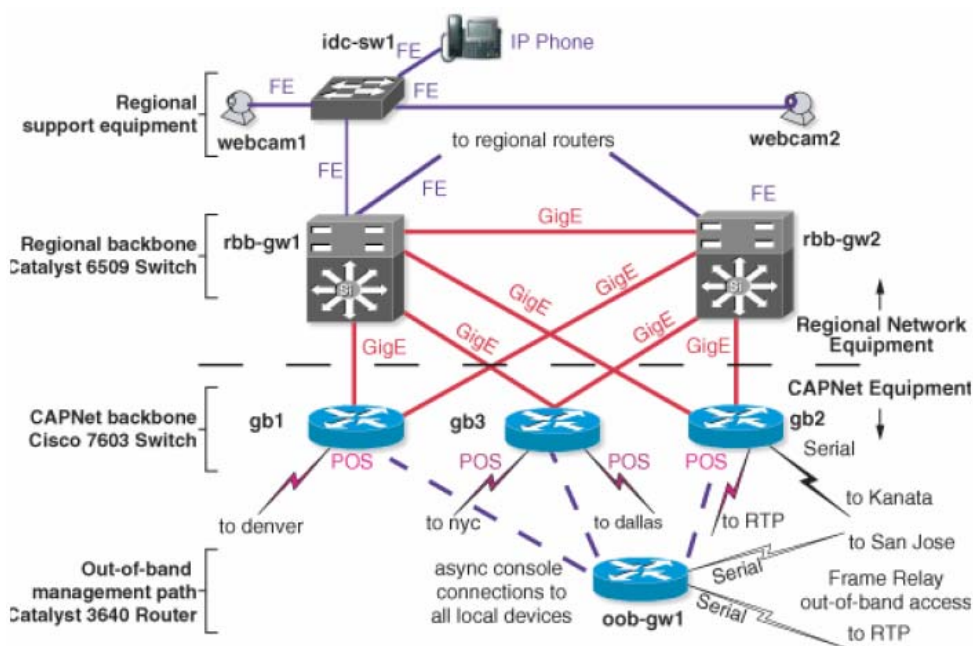 idc-sw1
IP Phone
FE
FE
FE
Regional
support equipment
webcam1
webcam2
to regional routers
FE
FE
FE
GigE
rbb-gw1
rbb-gw2
Regional backbone
Catalyst 6509 Switch
Si
Si
GigE
GigE
GigE
GigE
GigE
GigE
Regional Network
Equipment
CAPNet Equipment
CAPNet backbone
Cisco 7603 Switch
gb1
gb3
gb2
POS
POS
POS
POS
Serial
to denver
to nyc
to dallas
to RTP
to Kanata
to San Jose
Out-of-band
management path
Catalyst 3640 Router
async console
connections to
all local devices
oob-gw1
Serial
Serial
Frame Relay
out-of-band access
to RTP